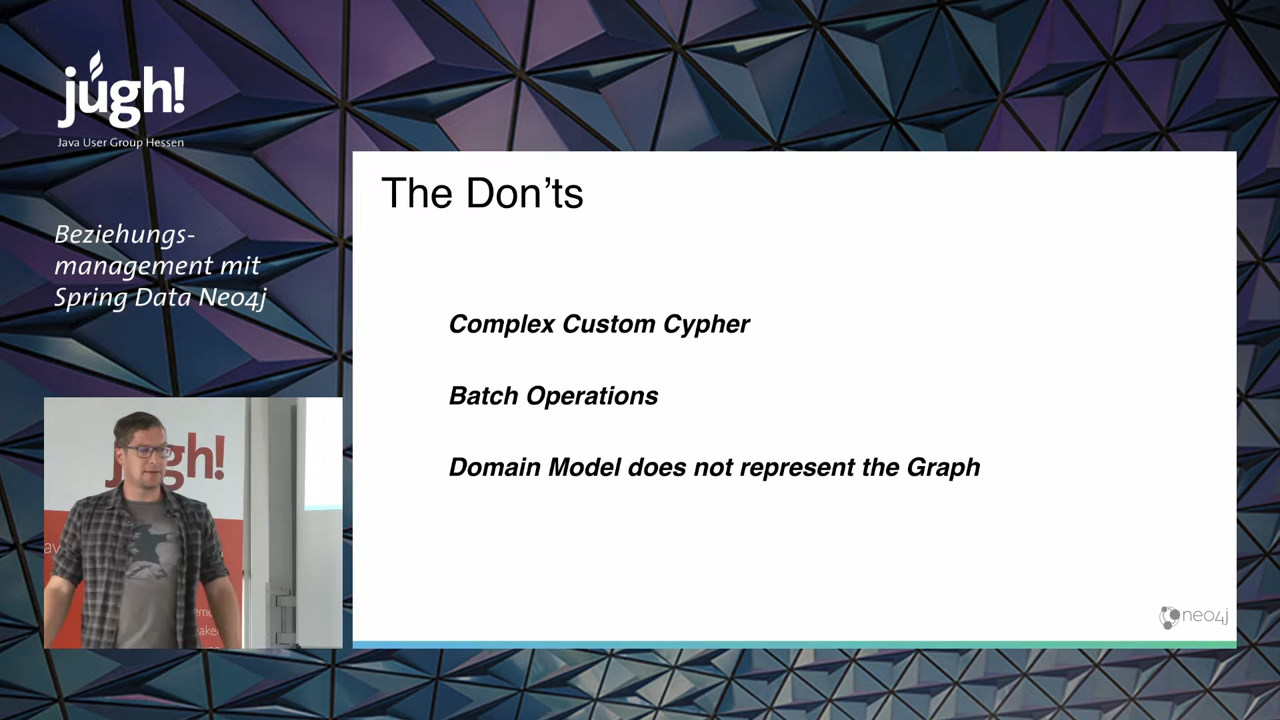 jugh!
Java User Group Hessen
Beziehungs-
management mit
Spring Data Neo4j
The Don'ts
Complex Custom Cypher
Batch Operations
Domain Model does not represent the Graph
neo4j
jugh!